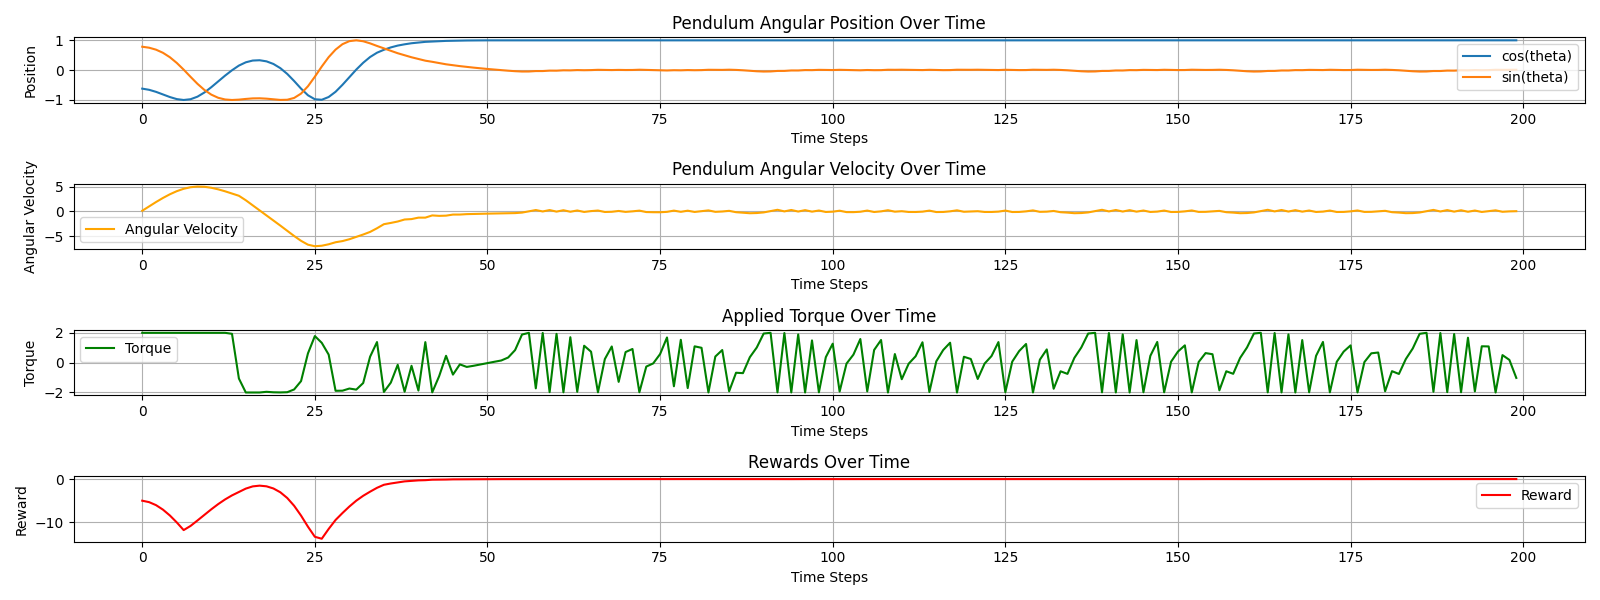 Pendulum Angular Position Over Time
Position
1
0
−1
cos(theta)
sin(theta)
0 25 50 75 100 125 150 175 200
Time Steps
Pendulum Angular Velocity Over Time
Angular Velocity
5
0
−5
Angular Velocity
0 25 50 75 100 125 150 175 200
Time Steps
Applied Torque Over Time
Torque
2
0
−2
Torque
0 25 50 75 100 125 150 175 200
Time Steps
Rewards Over Time
Reward
0
−10
Reward
0 25 50 75 100 125 150 175 200
Time Steps